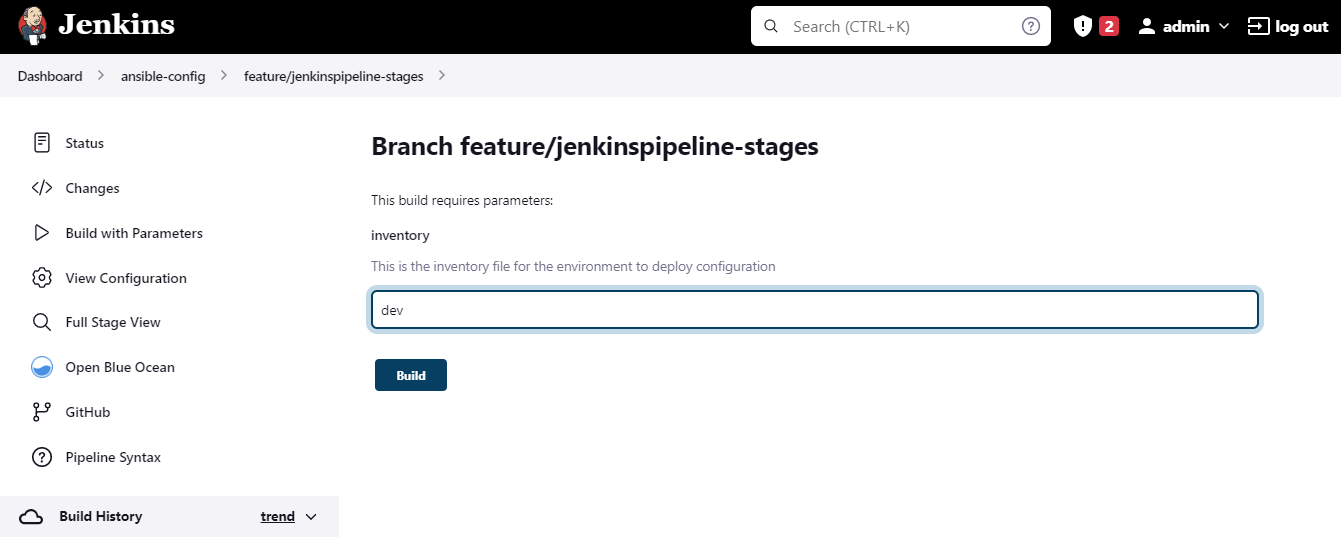 Jenkins
Search (CTRL+K)
2
admin
log out
Dashboard
ansible-config
feature/jenkinspipeline-stages
Status
Changes
Build with Parameters
View Configuration
Full Stage View
Open Blue Ocean
GitHub
Pipeline Syntax
Build History
trend
Branch feature/jenkinspipeline-stages
This build requires parameters:
inventory
This is the inventory file for the environment to deploy configuration
dev
Build